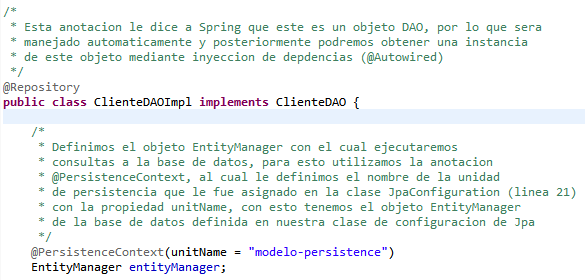 /*
 * Esta anotacion le dice a Spring que este es un objeto DAO, por lo que sera
 * manejado automaticamente y posteriormente podremos obtener una instancia
 * de este objeto mediante inyeccion de depdencias (@Autowired)
 */
@Repository
public class ClienteDAOImpl implements ClienteDAO {
/*
 * Definimos el objeto EntityManager con el cual ejecutaremos
 * consultas a la base de datos, para esto utilizamos la anotacion
 * @PersistenceContext, al cual le definimos el nombre de la unidad
 * de persistencia que le fue asignado en la clase JpaConfiguration (linea 21)
 * con la propiedad unitName, con esto tenemos el objeto EntityManager
 * de la base de datos definida en nuestra clase de configuracion de Jpa
 */
@PersistenceContext(unitName = "modelo-persistence")
EntityManager entityManager;